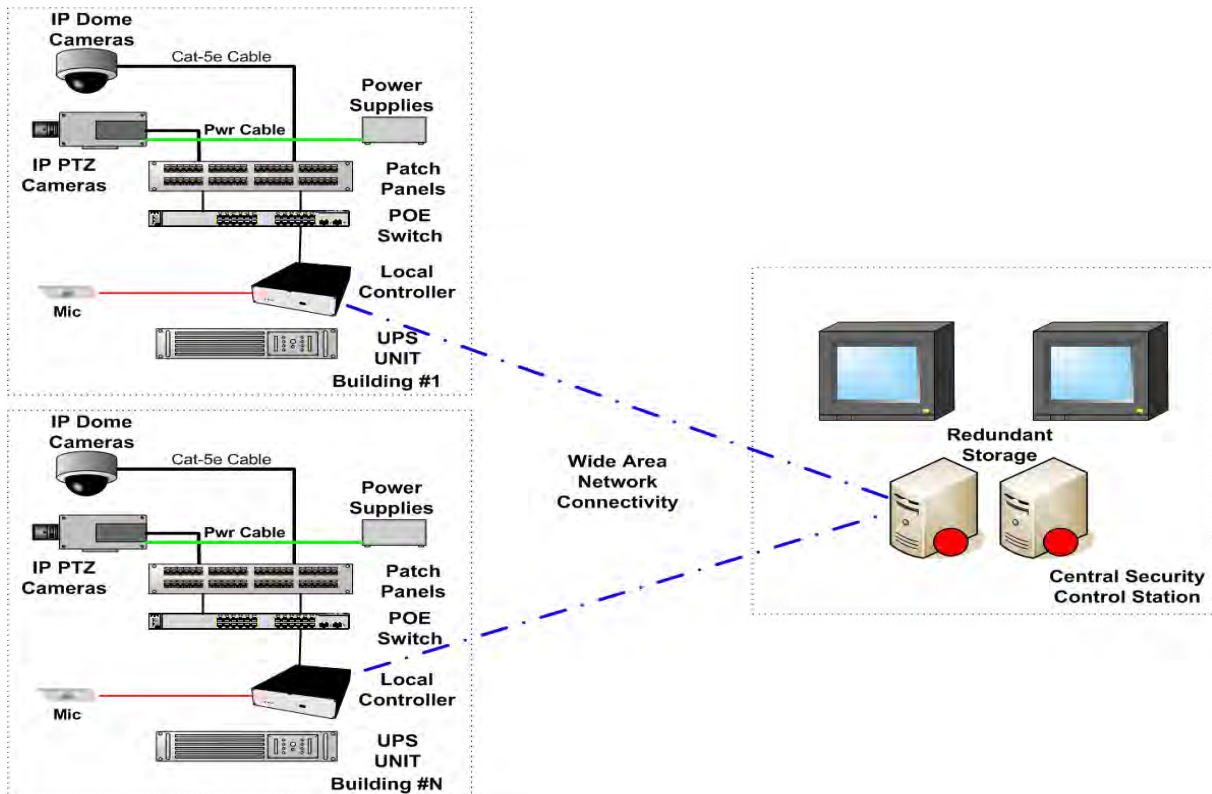 IP Dome
Cameras
Cat-5e Cable
Power
Supplies
Pwr Cable
IP PTZ
Cameras
Patch
Panels
POE
Switch
Local
Controller
Mic
UPS
UNIT
Building #1
IP Dome
Cameras
Cat-5e Cable
Power
Supplies
Pwr Cable
IP PTZ
Cameras
Patch
Panels
POE
Switch
Local
Controller
Mic
UPS
UNIT
Building #N
Wide Area
Network
Connectivity
Redundant
Storage
Central Security
Control Station